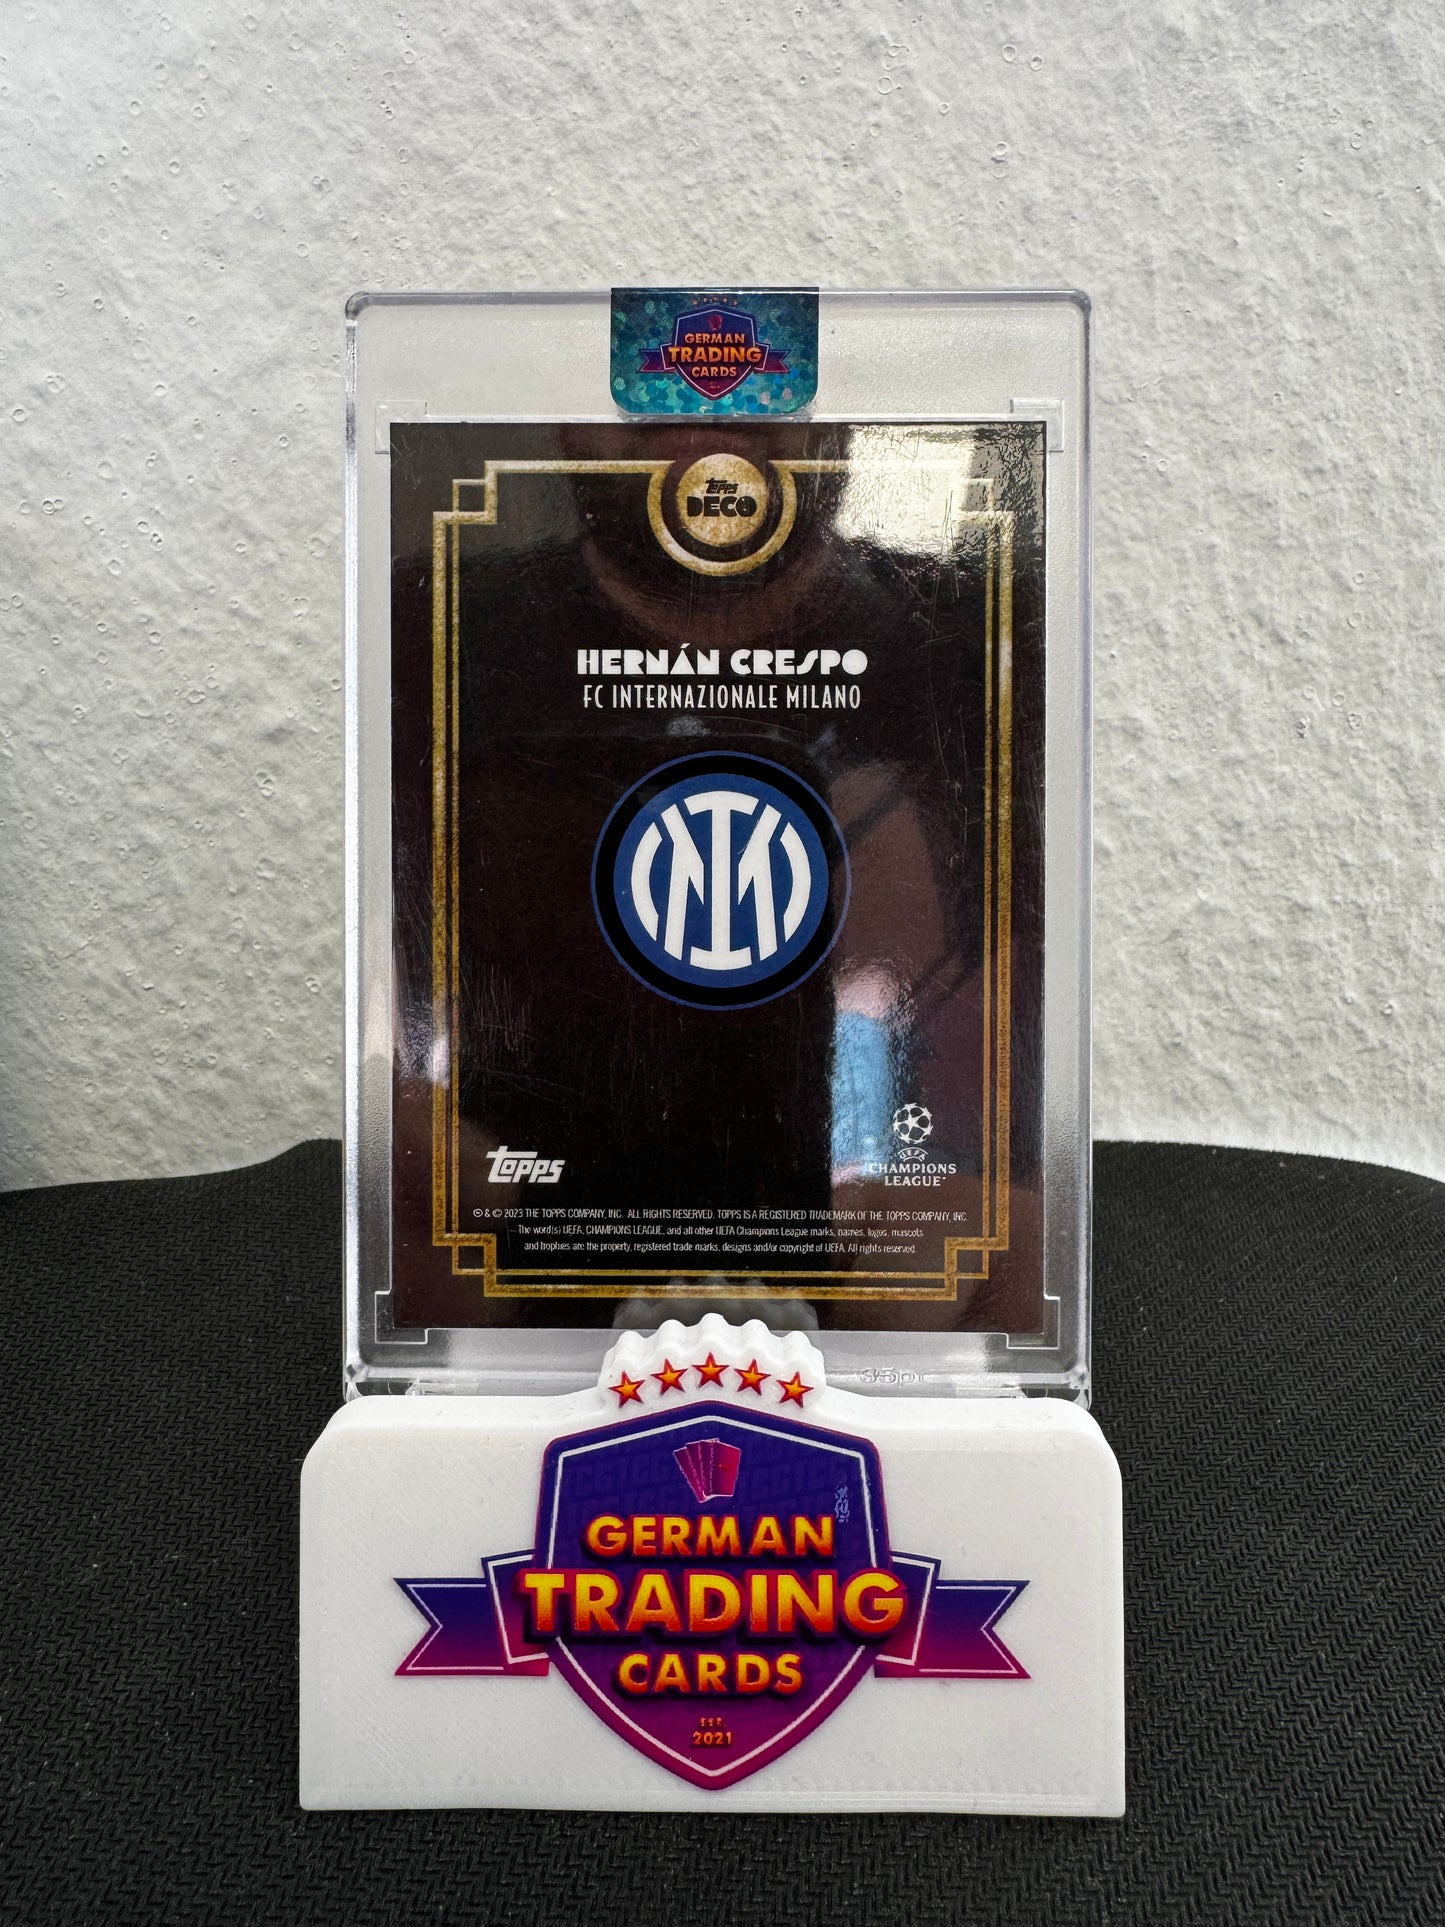 GERMAN
TRADING
CARDS
topps
DECO
HERNÁN CRESPO
FC INTERNAZIONALE MILANO
topps
UEFA
CHAMPIONS
LEAGUE
℗ & © 2023 THE TOPPS COMPANY, INC. ALL RIGHTS RESERVED. TOPPS IS A REGISTERED TRADEMARK OF THE TOPPS COMPANY, INC.
The word(s) UEFA, CHAMPIONS LEAGUE, and all other UEFA Champions League marks, names, logos, mascots
and trophies are the property, registered trade marks, designs and/or copyright of UEFA. All rights reserved.
35pt
GERMAN
TRADING
CARDS
EST.
2021